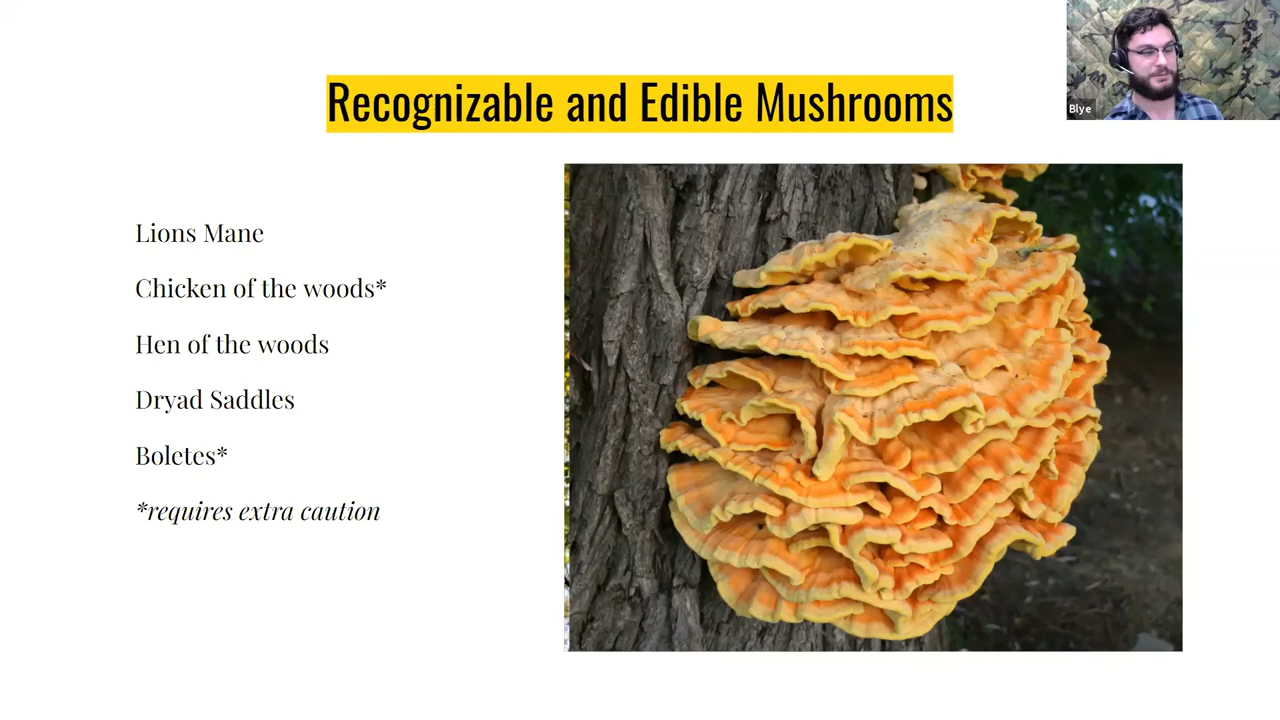 Recognizable and Edible Mushrooms
Blye
Lions Mane
Chicken of the woods*
Hen of the woods
Dryad Saddles
Boletes*
*requires extra caution